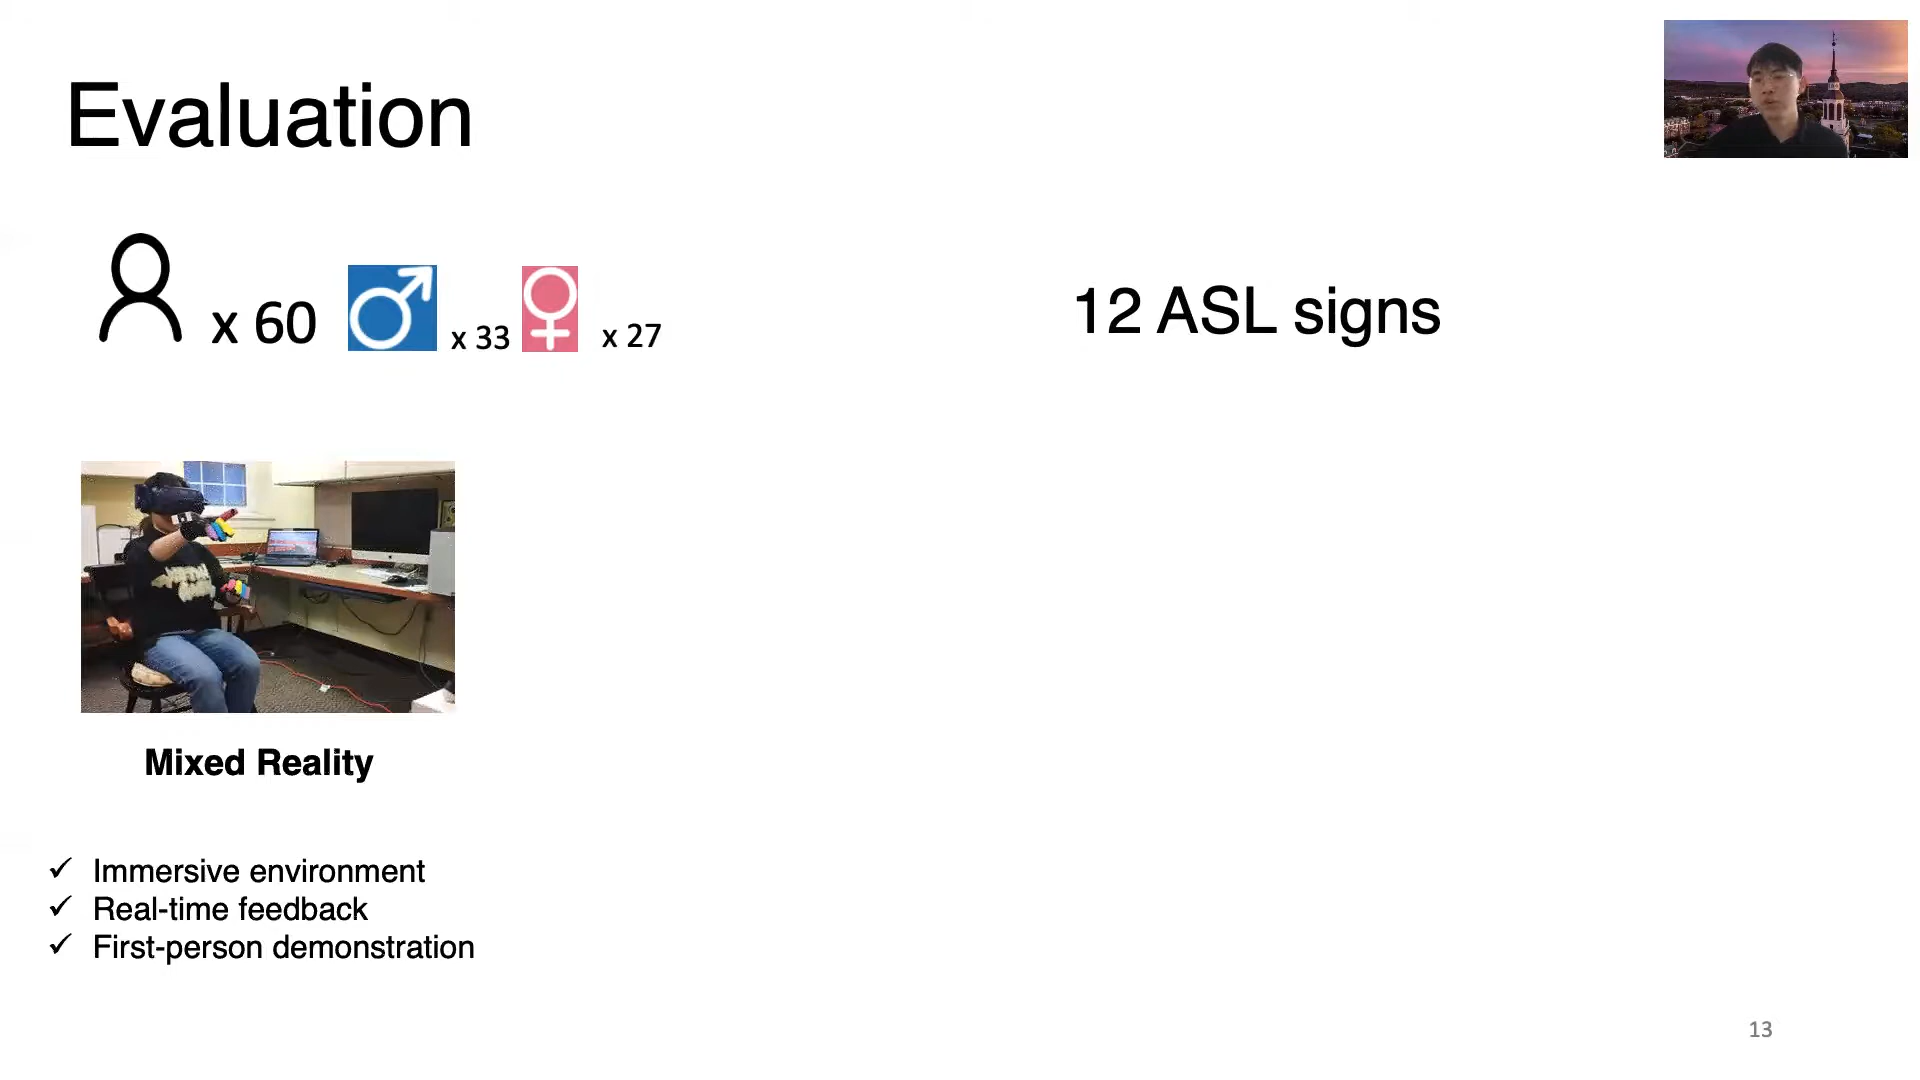 Evaluation
x 60
x 33
x 27
12 ASL signs
Mixed Reality
✓ Immersive environment
✓ Real-time feedback
✓ First-person demonstration
13